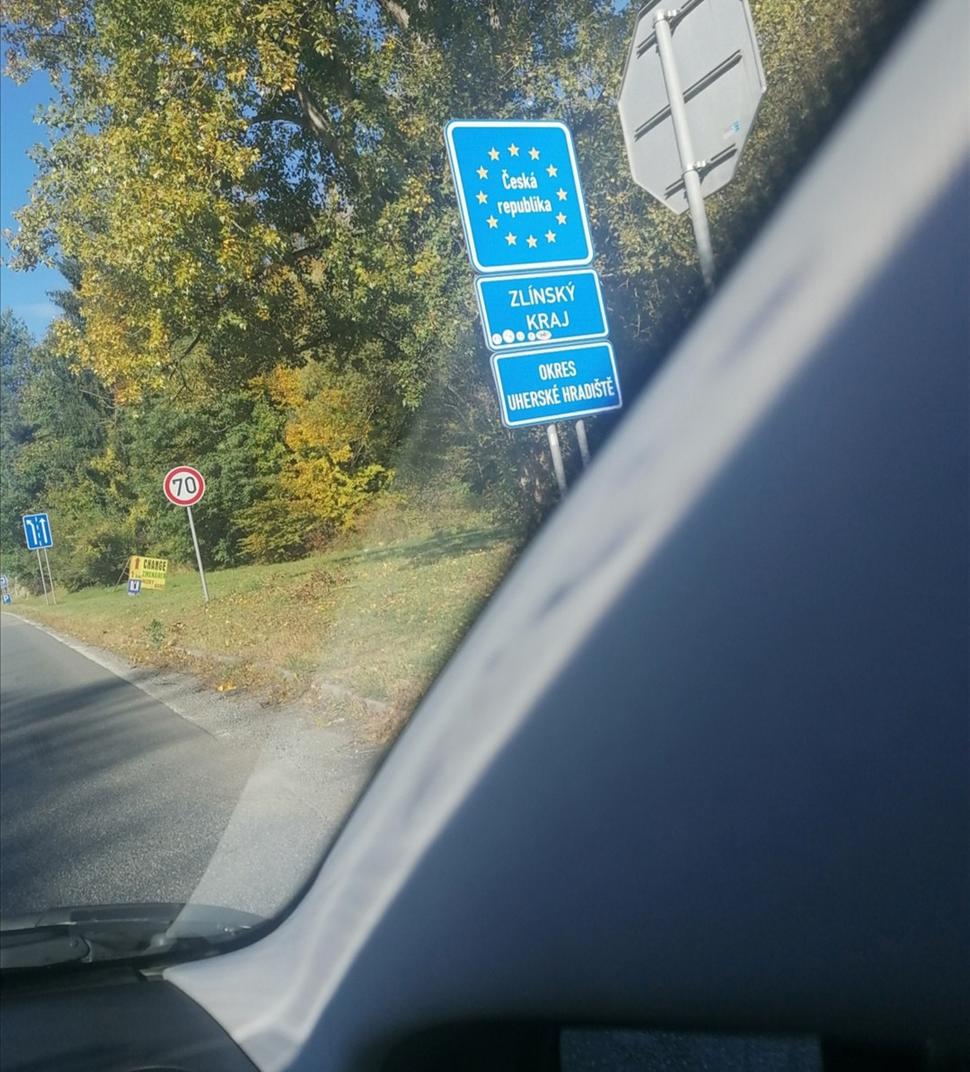 Česká
republika
ZLÍNSKÝ
KRAJ
OKRES
UHERSKÉ HRADIŠTĚ
70
CHANGE
P